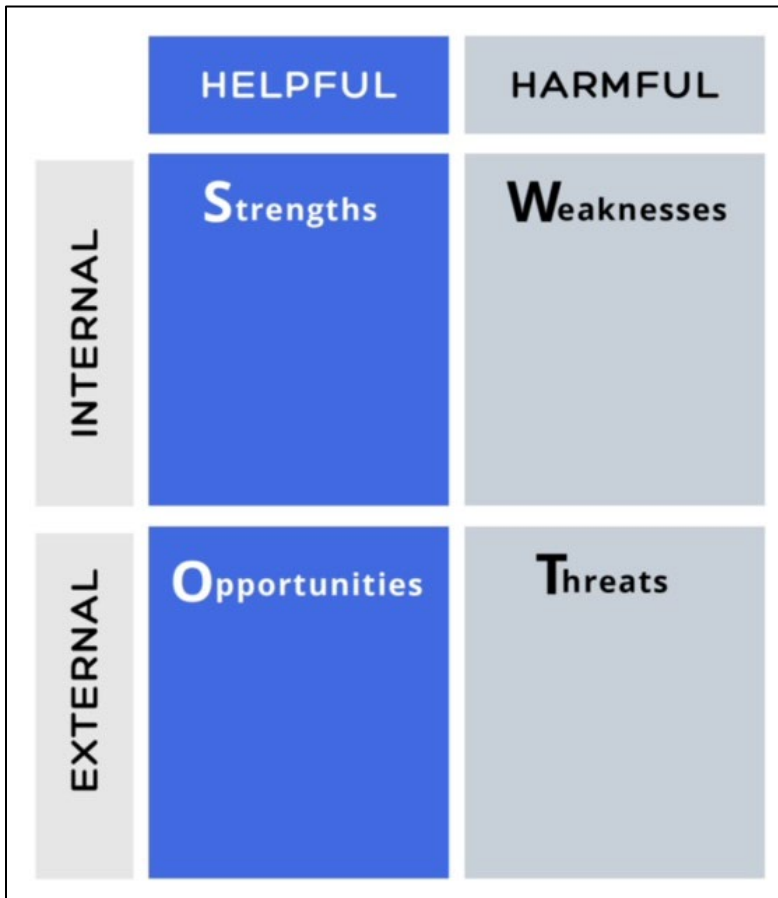 HELPFUL
HARMFUL
INTERNAL
Strengths
Weaknesses
EXTERNAL
Opportunities
Threats